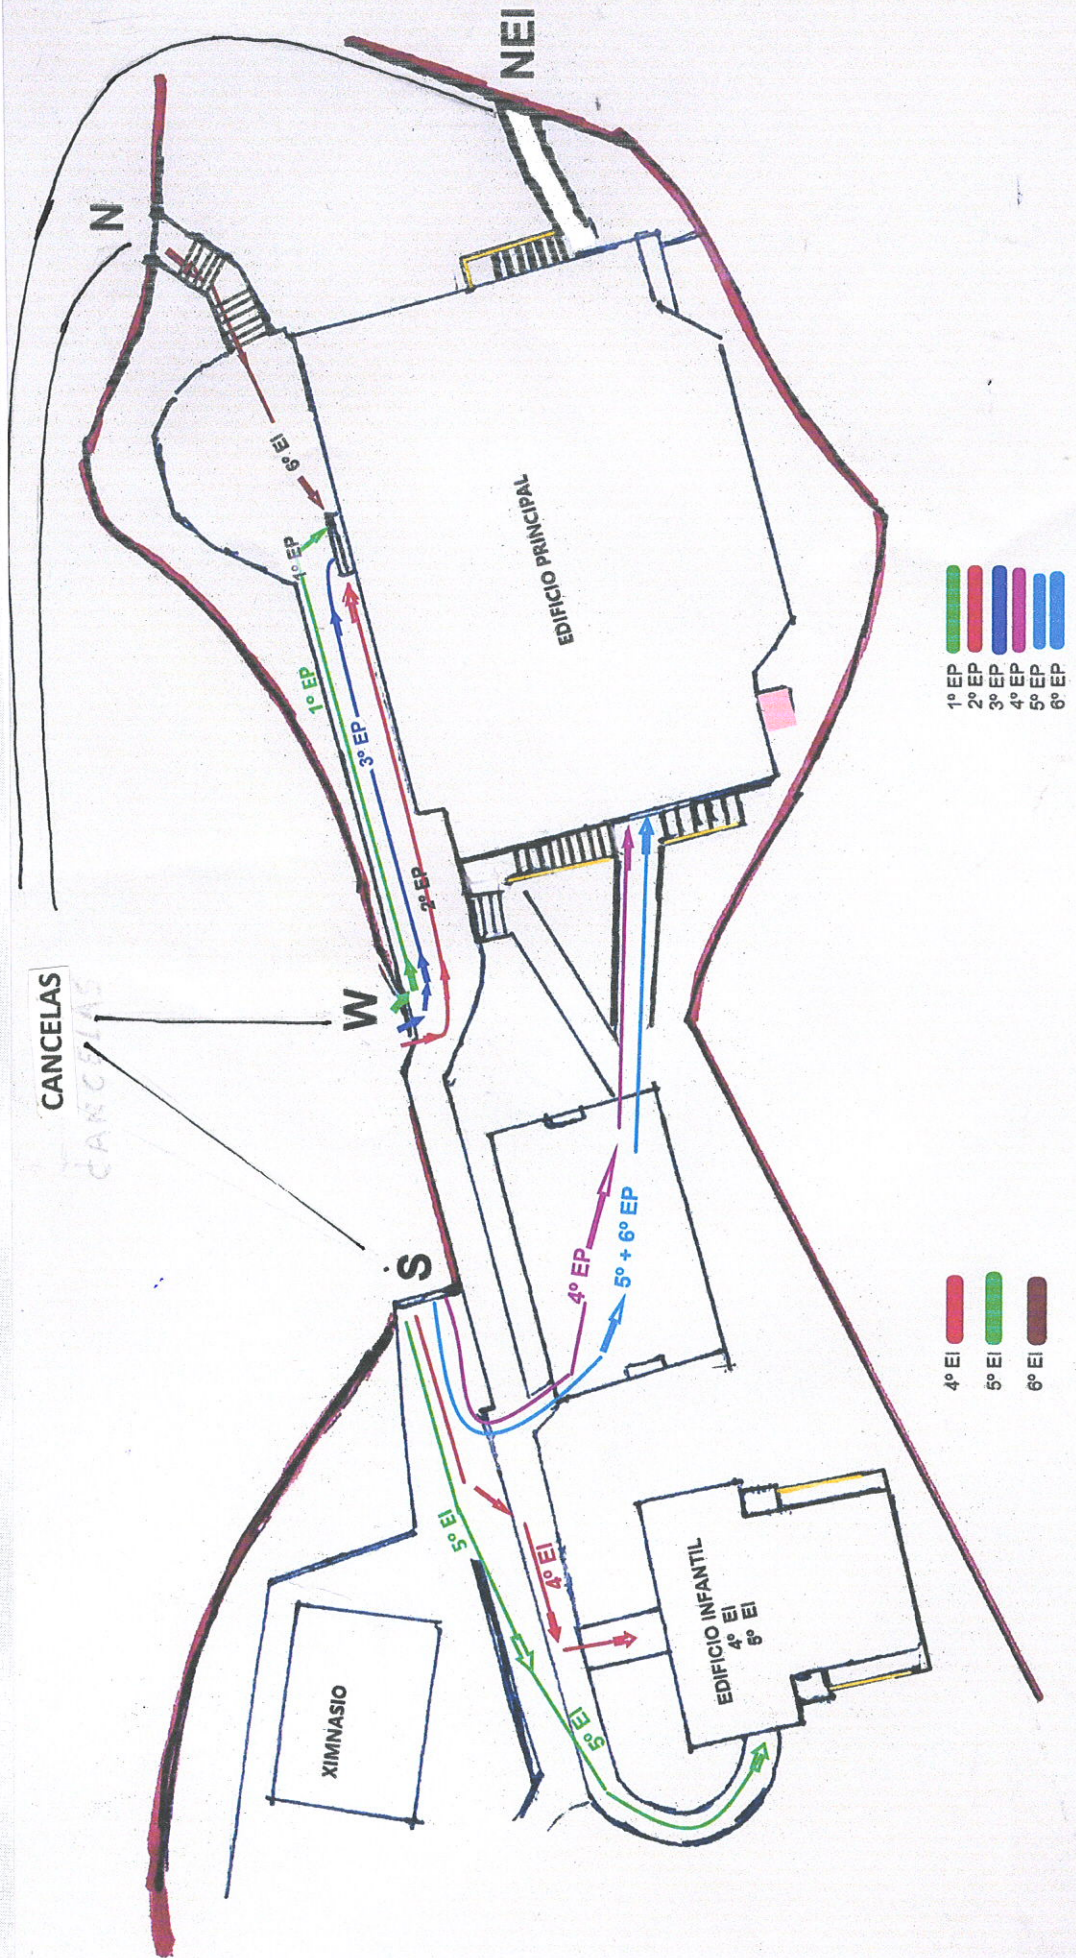 CANCELAS
CANCELAS
N
6º EI
1º EP
1º EP
XIMNASIO
W
3º EP
S
2º EP
5º EI
NEI
EDIFICIO PRINCIPAL
4º EI
4º EP
5º EI
5º + 6º EP
EDIFICIO INFANTIL
4º EI
5º EI
4º EI
5º EI
6º EI
1º EP
2º EP
3º EP
4º EP
5º EP
6º EP